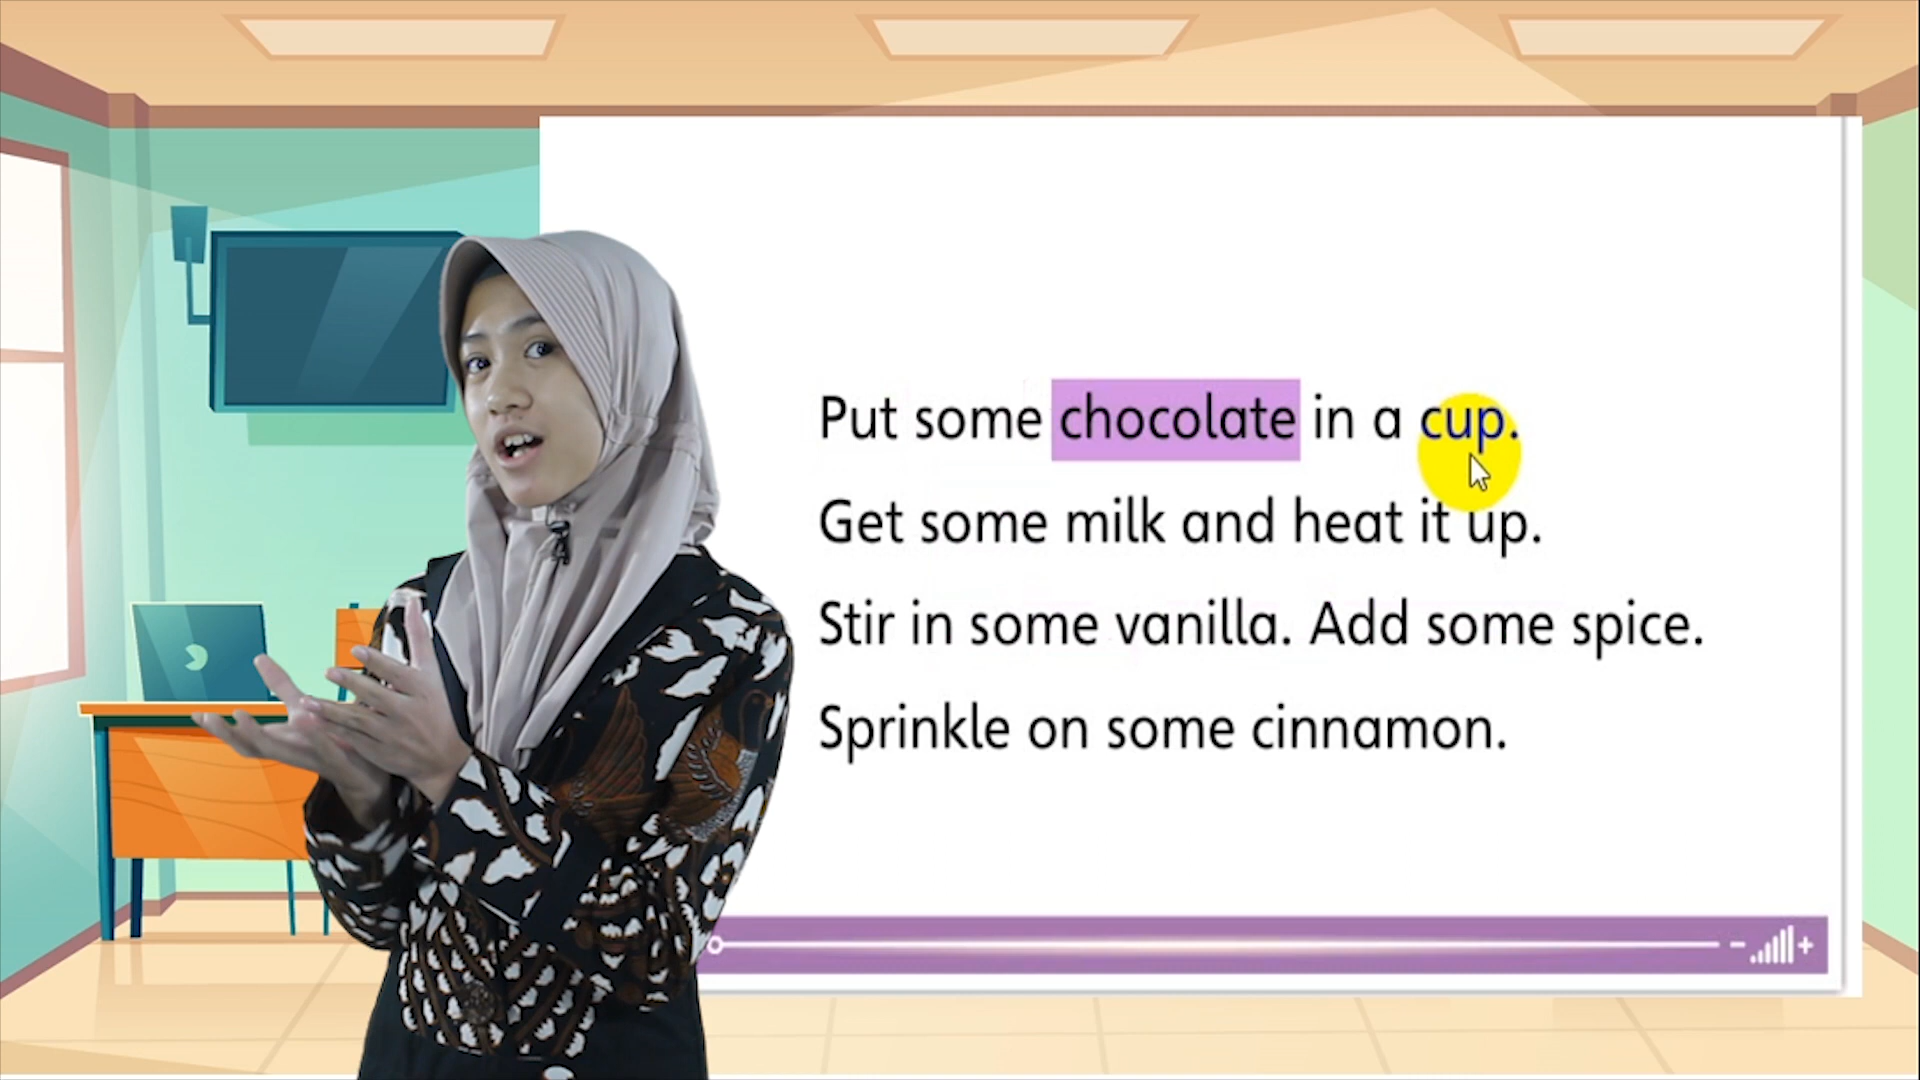 Put some chocolate in a cup.
Get some milk and heat it up.
Stir in some vanilla. Add some spice.
Sprinkle on some cinnamon.